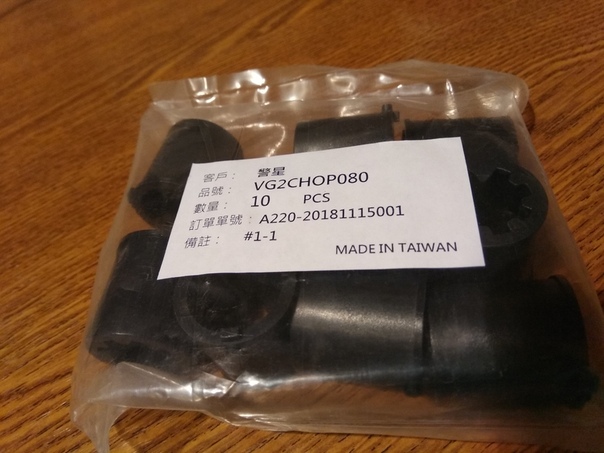 客戶： 警星
品號： VG2CHOP080
數量： 10 PCS
訂單單號：A220-20181115001
備註： #1-1
MADE IN TAIWAN